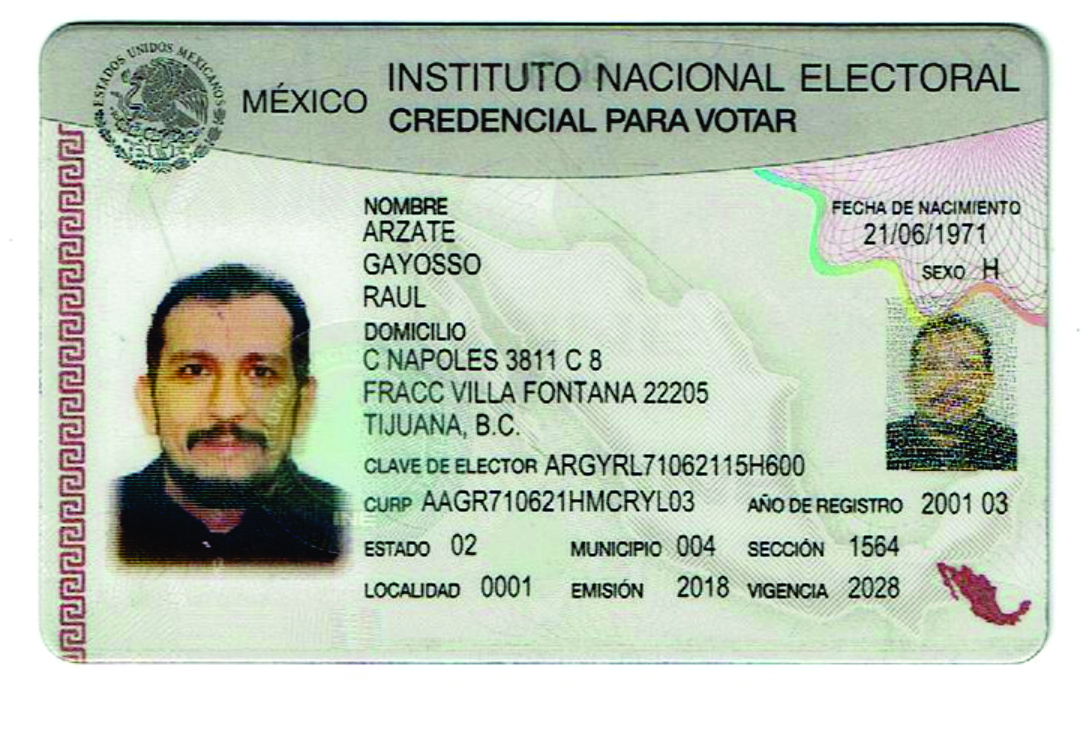 ESTADOS UNIDOS MEXICANOS
MÉXICO
INSTITUTO NACIONAL ELECTORAL
CREDENCIAL PARA VOTAR
NOMBRE
ARZATE
GAYOSSO
RAUL
FECHA DE NACIMIENTO
21/06/1971
SEXO H
DOMICILIO
C NAPOLES 3811 C 8
FRACC VILLA FONTANA 22205
TIJUANA, B.C.
CLAVE DE ELECTOR ARGYRL71062115H600
CURP AAGR710621HMCRYL03 AÑO DE REGISTRO 2001 03
ESTADO 02 MUNICIPIO 004 SECCIÓN 1564
LOCALIDAD 0001 EMISIÓN 2018 VIGENCIA 2028
INE